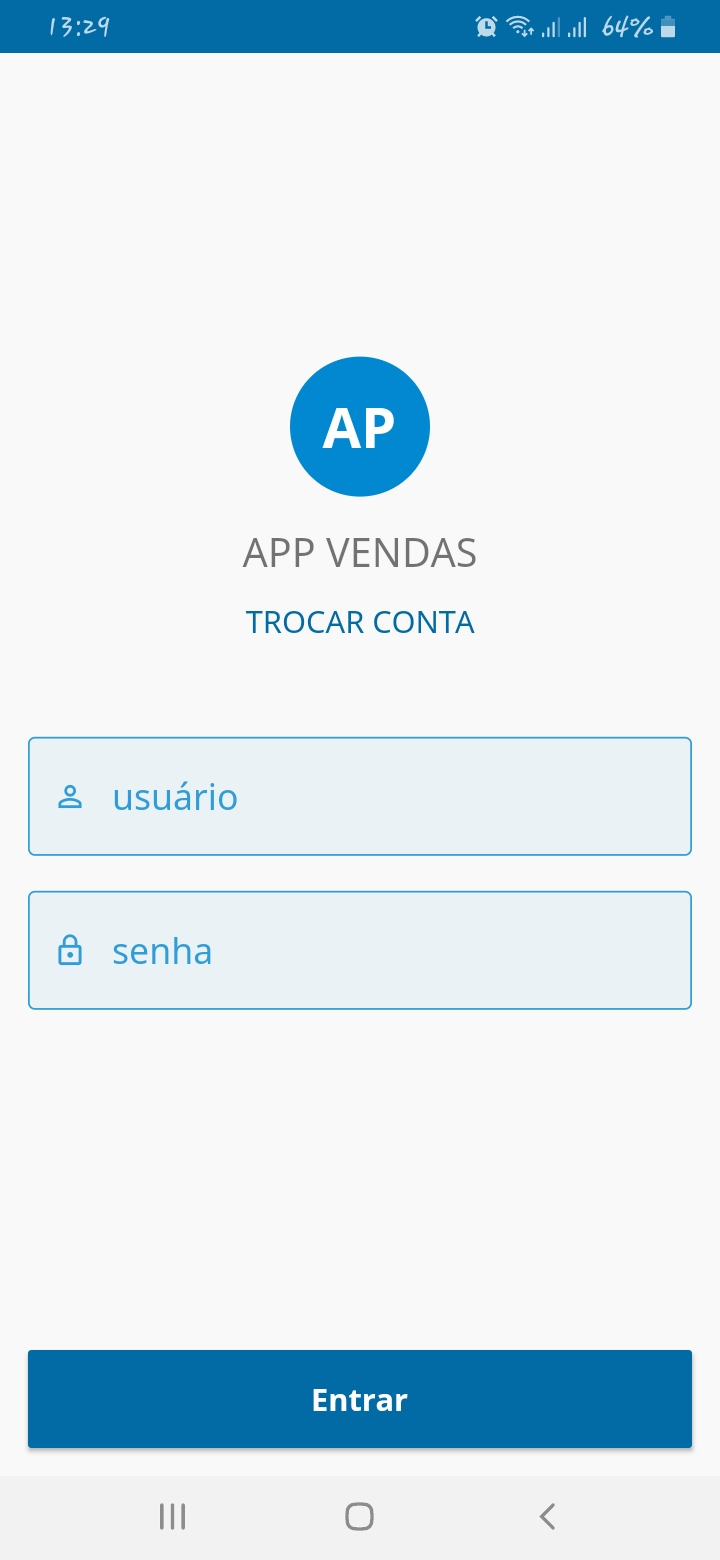 13:29 64%
AP
APP VENDAS
TROCAR CONTA
usuário
senha
Entrar